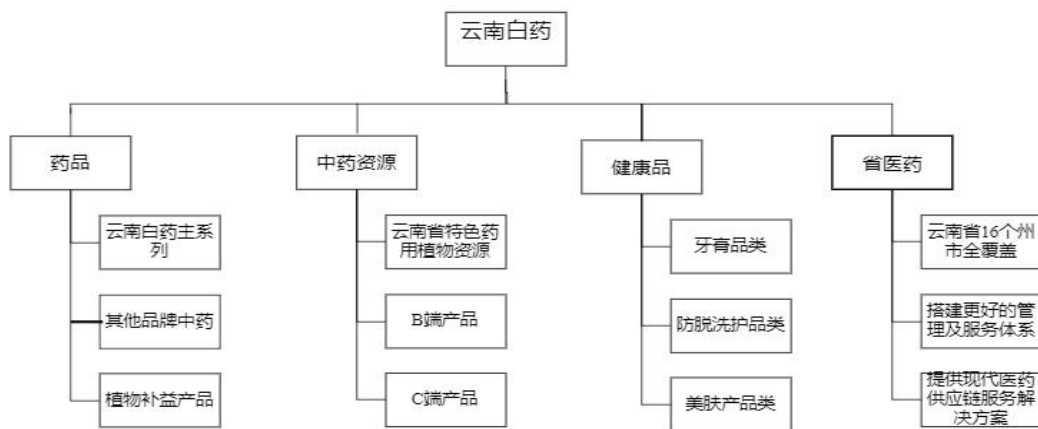 云南白药
药品
中药资源
健康品
省医药
云南白药主系
列
其他品牌中药
植物补益产品
云南省特色药
用植物资源
B端产品
C端产品
牙膏品类
防脱洗护品类
美肤产品类
云南省16个州
市全覆盖
搭建更好的管
理及服务体系
提供现代医药
供应链服务解
决方案